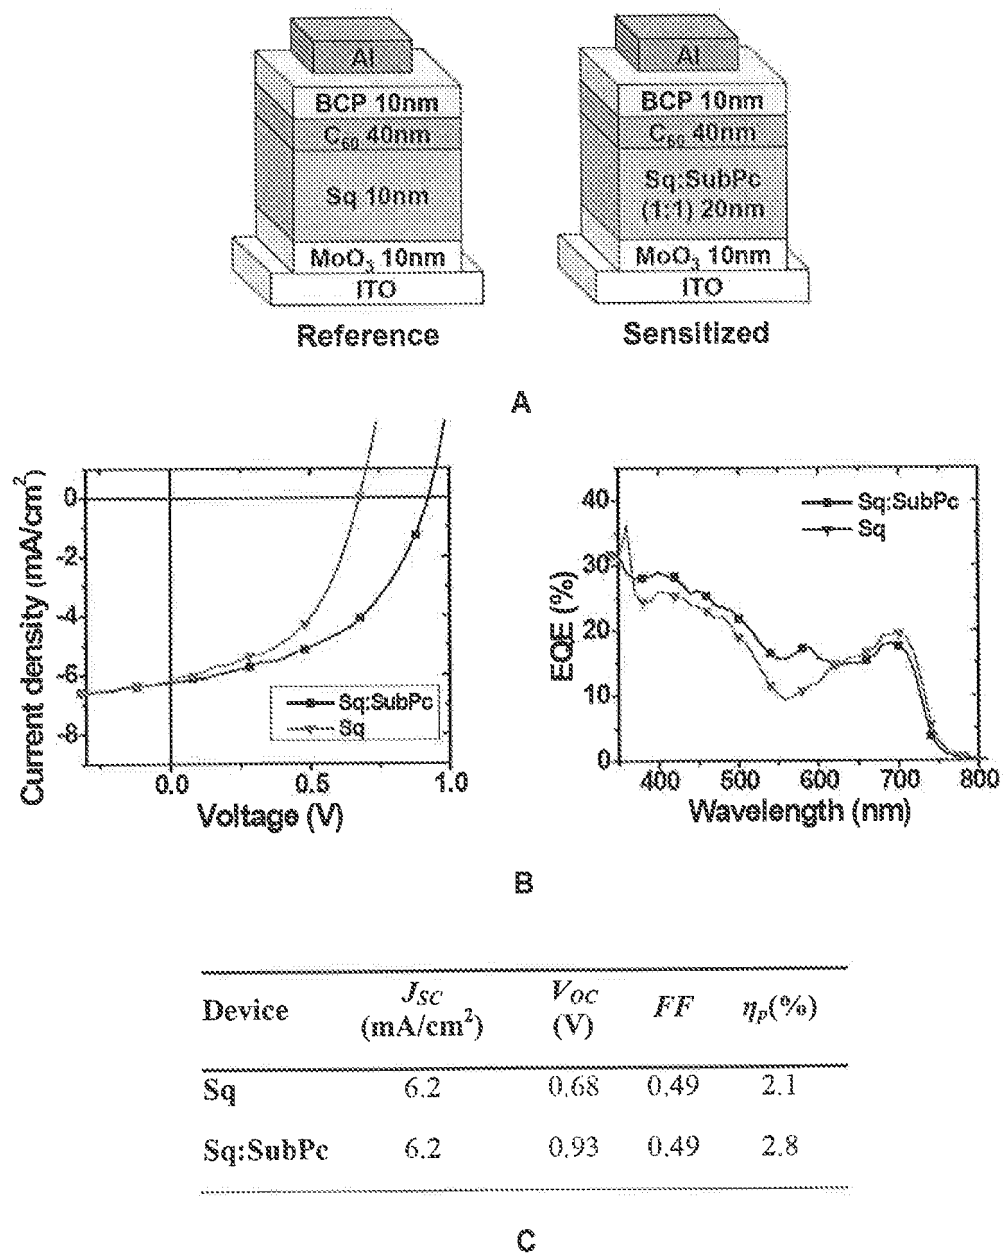 Al
BCP 10nm
C60 40nm
Sq 10nm
MoO3 10nm
ITO
Reference
Al
BCP 10nm
C60 40nm
Sq:SubPc
(1:1) 20nm
MoO3 10nm
ITO
Sensitized
A
Current density (mA/cm2)
0
-2
-4
-6
-8
Sq:SubPc
Sq
0.0 0.5 1.0
Voltage (V)
EQE (%)
40
30
20
10
0
Sq:SubPc
Sq
400 500 600 700 800
Wavelength (nm)
B
Device JSC (mA/cm2) VOC (V) FF ηp(%)
Sq 6.2 0.68 0.49 2.1
Sq:SubPc 6.2 0.93 0.49 2.8
C